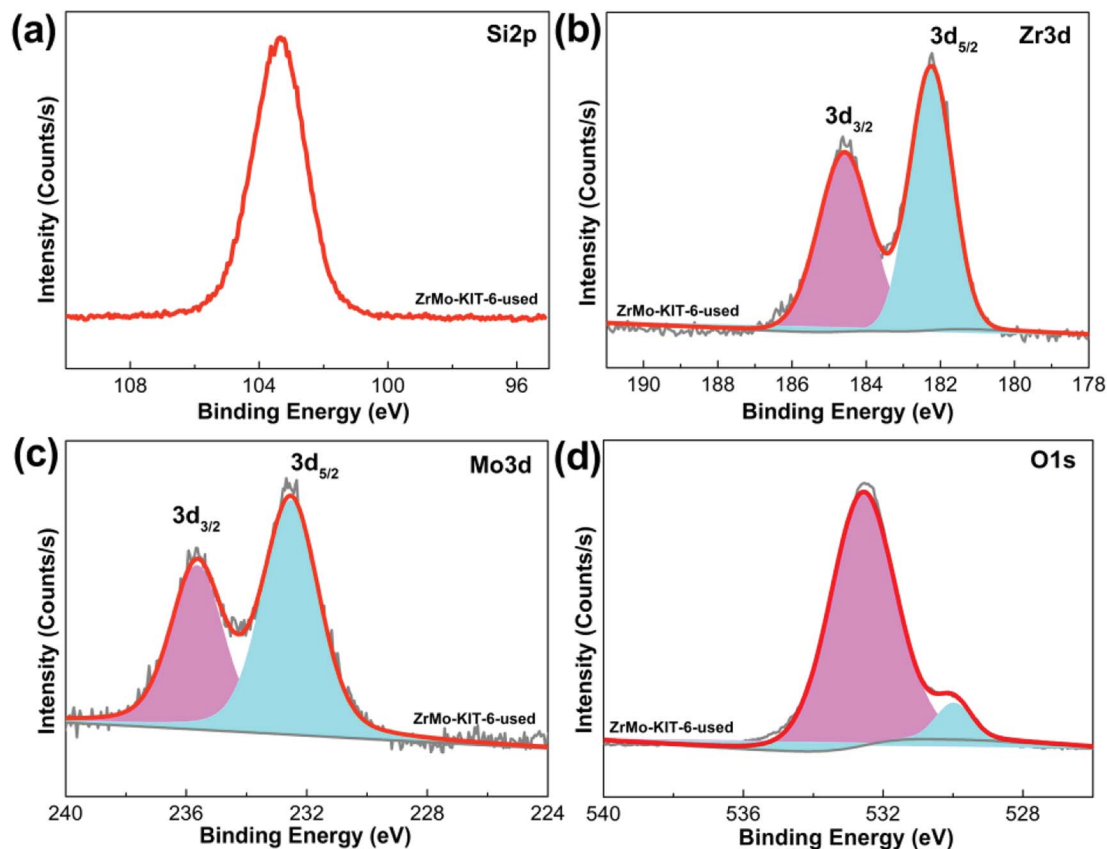 (a)
Si2p
Intensity (Counts/s)
ZrMo-KIT-6-used
108 104 100 96
Binding Energy (eV)
(b)
Zr3d
3d5/2
3d3/2
Intensity (Counts/s)
ZrMo-KIT-6-used
190 188 186 184 182 180 178
Binding Energy (eV)
(c)
Mo3d
3d5/2
3d3/2
Intensity (Counts/s)
ZrMo-KIT-6-used
240 236 232 228 224
Binding Energy (eV)
(d)
O1s
Intensity (Counts/s)
ZrMo-KIT-6-used
540 536 532 528
Binding Energy (eV)